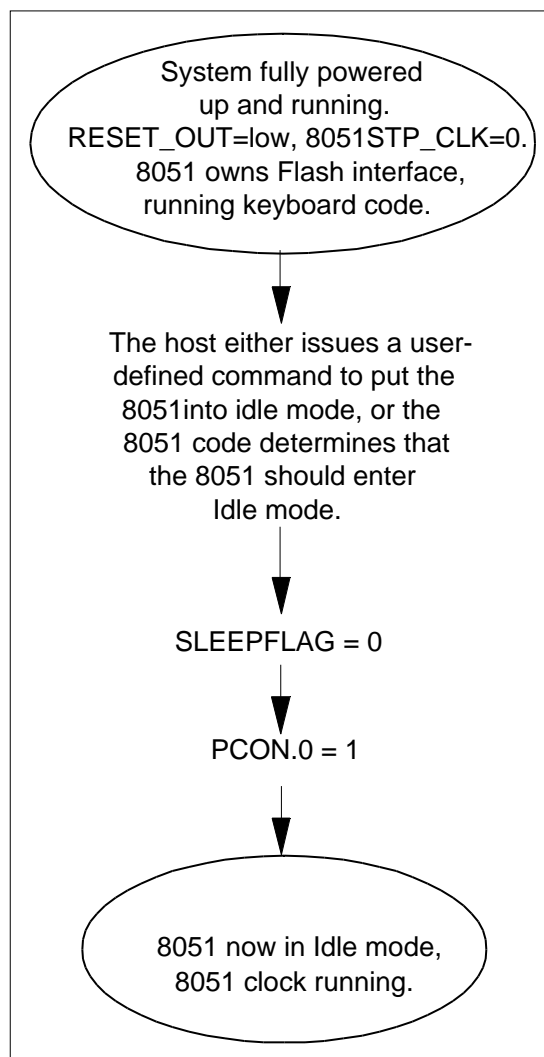 System fully powered
up and running.
RESET_OUT=low, 8051STP_CLK=0.
8051 owns Flash interface,
running keyboard code.
The host either issues a user-
defined command to put the
8051into idle mode, or the
8051 code determines that
the 8051 should enter
Idle mode.
SLEEPFLAG = 0
PCON.0 = 1
8051 now in Idle mode,
8051 clock running.